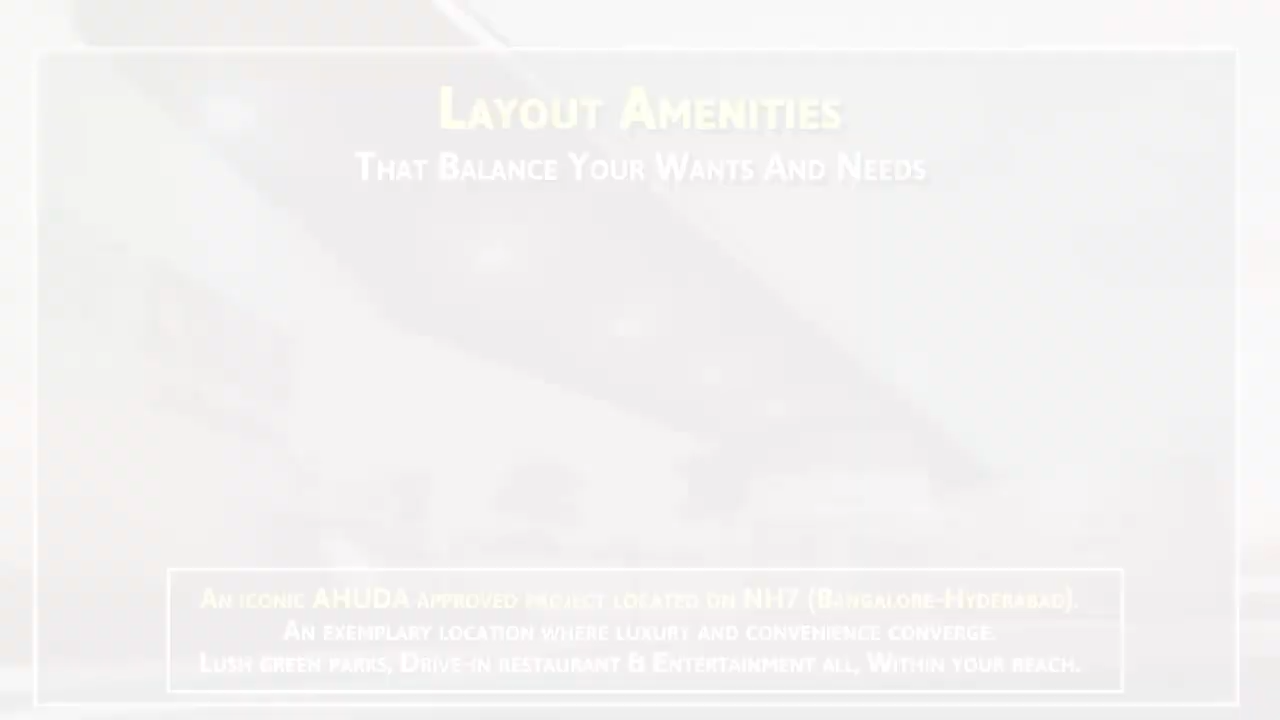 Layout Amenities
That Balance Your Wants And Needs
An iconic AHUDA approved project located on NH7 (Bangalore-Hyderabad).
An exemplary location where luxury and convenience converge.
Lush green parks, Drive-in restaurant & Entertainment all, Within your reach.